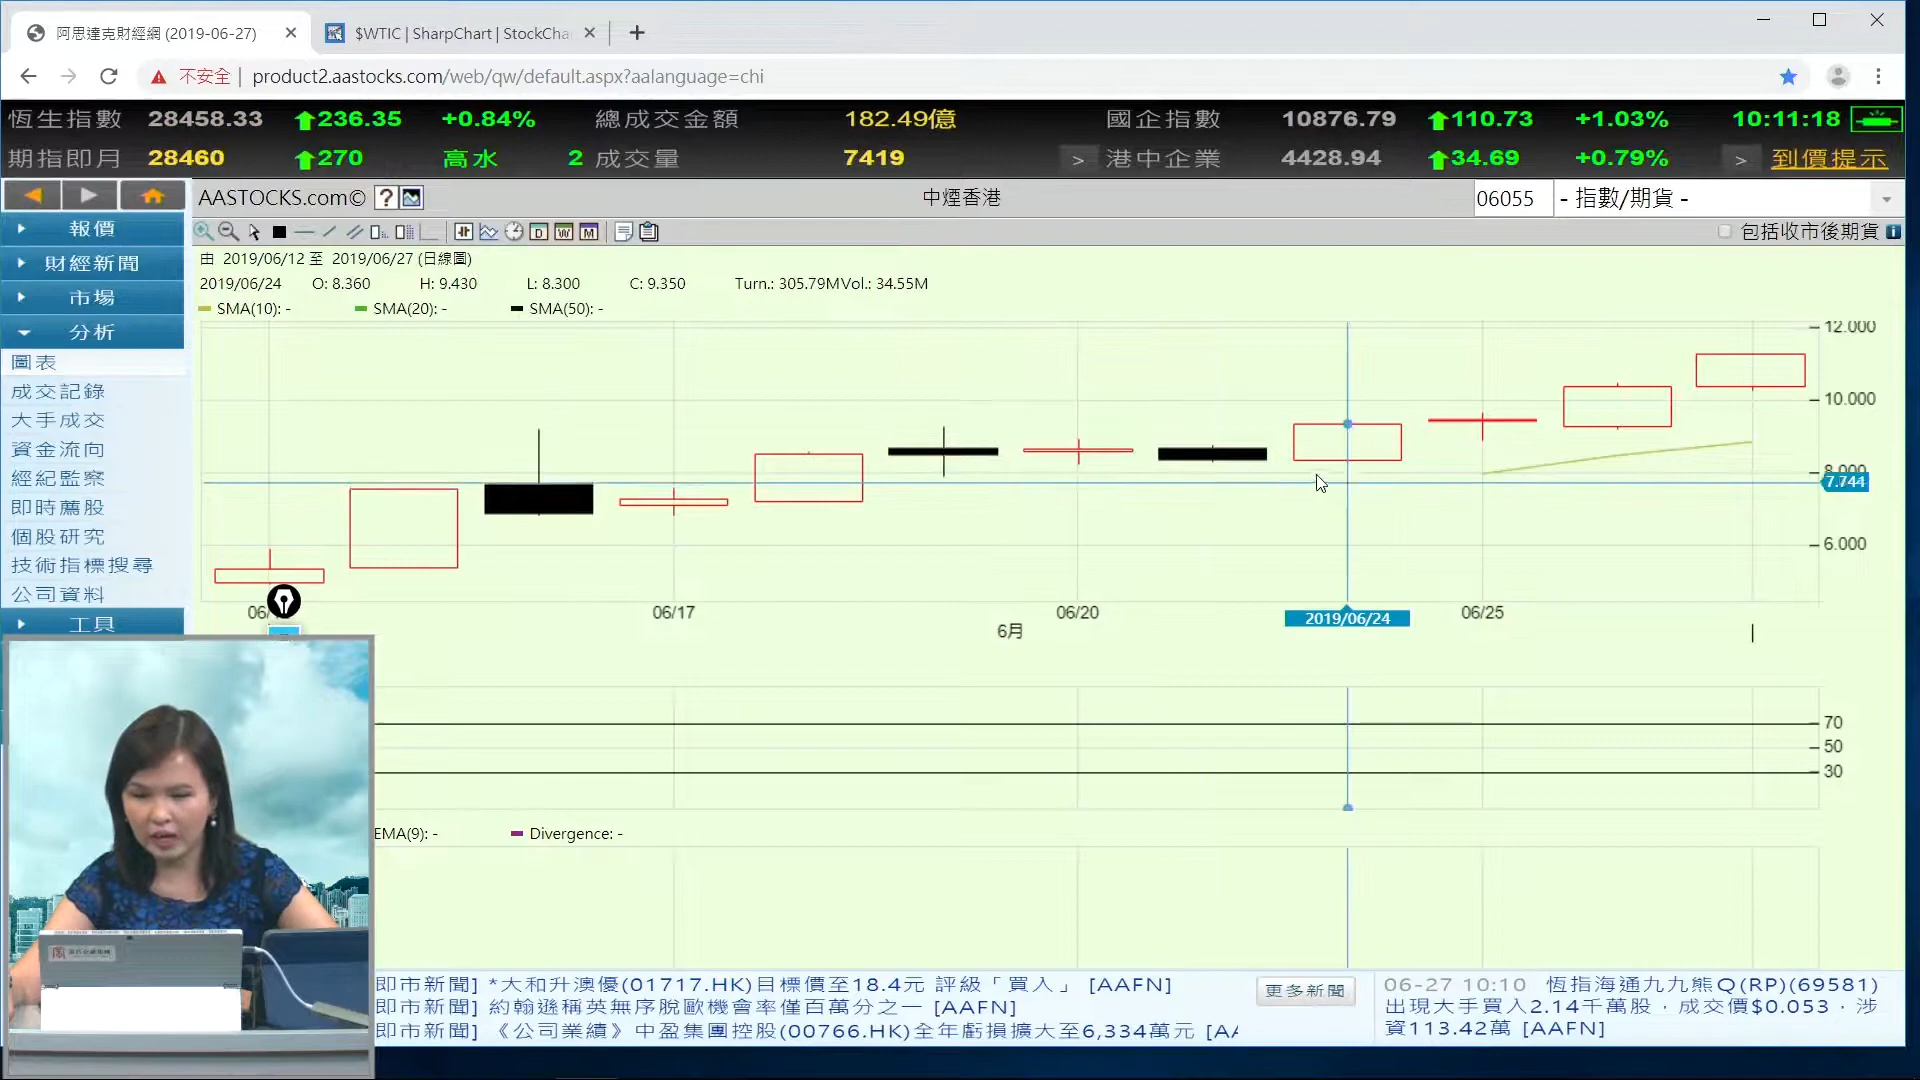 阿思達克財經網 (2019-06-27)
$WTIC | SharpChart | StockCha
不安全 | product2.aastocks.com/web/qw/default.aspx?aalanguage=chi
恆生指數 28458.33 236.35 +0.84% 總成交金額 182.49億 國企指數 10876.79 110.73 +1.03% 10:11:18
期指即月 28460 270 高水 2 成交量 7419 > 港中企業 4428.94 34.69 +0.79% > 到價提示
AASTOCKS.com© ? 中煙香港 06055 - 指數/期貨 -
D W M 包括收市後期貨 i
報價
財經新聞
市場
分析
圖表
成交記錄
大手成交
資金流向
經紀監察
即時薦股
個股研究
技術指標搜尋
公司資料
工具
由 2019/06/12 至 2019/06/27 (日線圖)
2019/06/24 O: 8.360 H: 9.430 L: 8.300 C: 9.350 Turn.: 305.79MVol.: 34.55M
SMA(10): - SMA(20): - SMA(50): -
12.000
10.000
8.000
7.744
6.000
06/17 06/20 2019/06/24 06/25
6月
70
50
30
EMA(9): - Divergence: -
即市新聞] *大和升澳優(01717.HK)目標價至18.4元 評級「買入」 [AAFN]
即市新聞] 約翰遜稱英無序脫歐機會率僅百萬分之一 [AAFN]
即市新聞] 《公司業績》中盈集團控股(00766.HK)全年虧損擴大至6,334萬元 [AA
更多新聞
06-27 10:10 恆指海通九九熊Q(RP)(69581)
出現大手買入2.14千萬股，成交價$0.053，涉
資113.42萬 [AAFN]